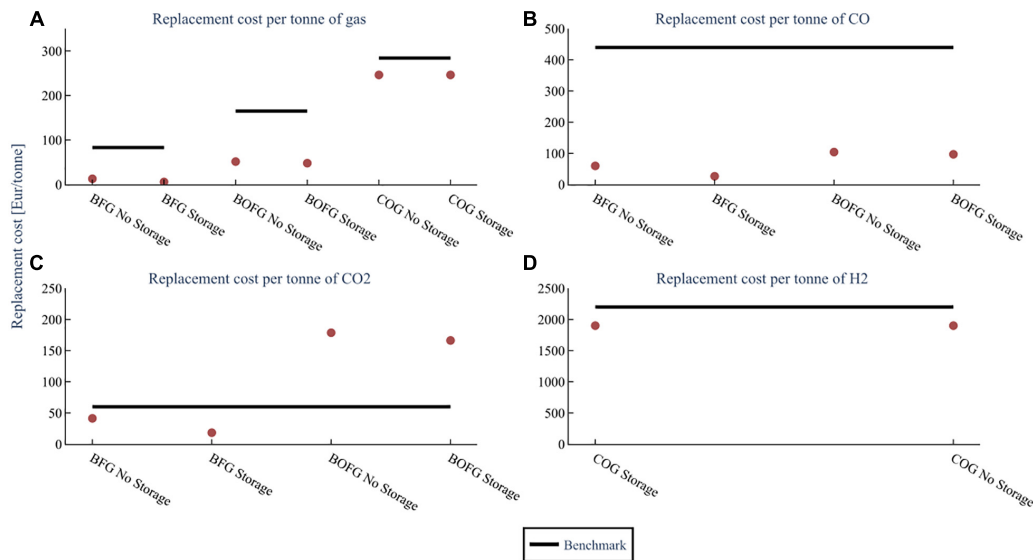 Replacement cost [Eur/tonne]
A
Replacement cost per tonne of gas
300
200
100
0
BFG No Storage
BFG Storage
BOFG No Storage
BOFG Storage
COG No Storage
COG Storage
B
Replacement cost per tonne of CO
500
400
300
200
100
0
BFG No Storage
BFG Storage
BOFG No Storage
BOFG Storage
C
Replacement cost per tonne of CO2
250
200
150
100
50
0
BFG No Storage
BFG Storage
BOFG No Storage
BOFG Storage
D
Replacement cost per tonne of H2
2500
2000
1500
1000
500
0
COG Storage
COG No Storage
Benchmark